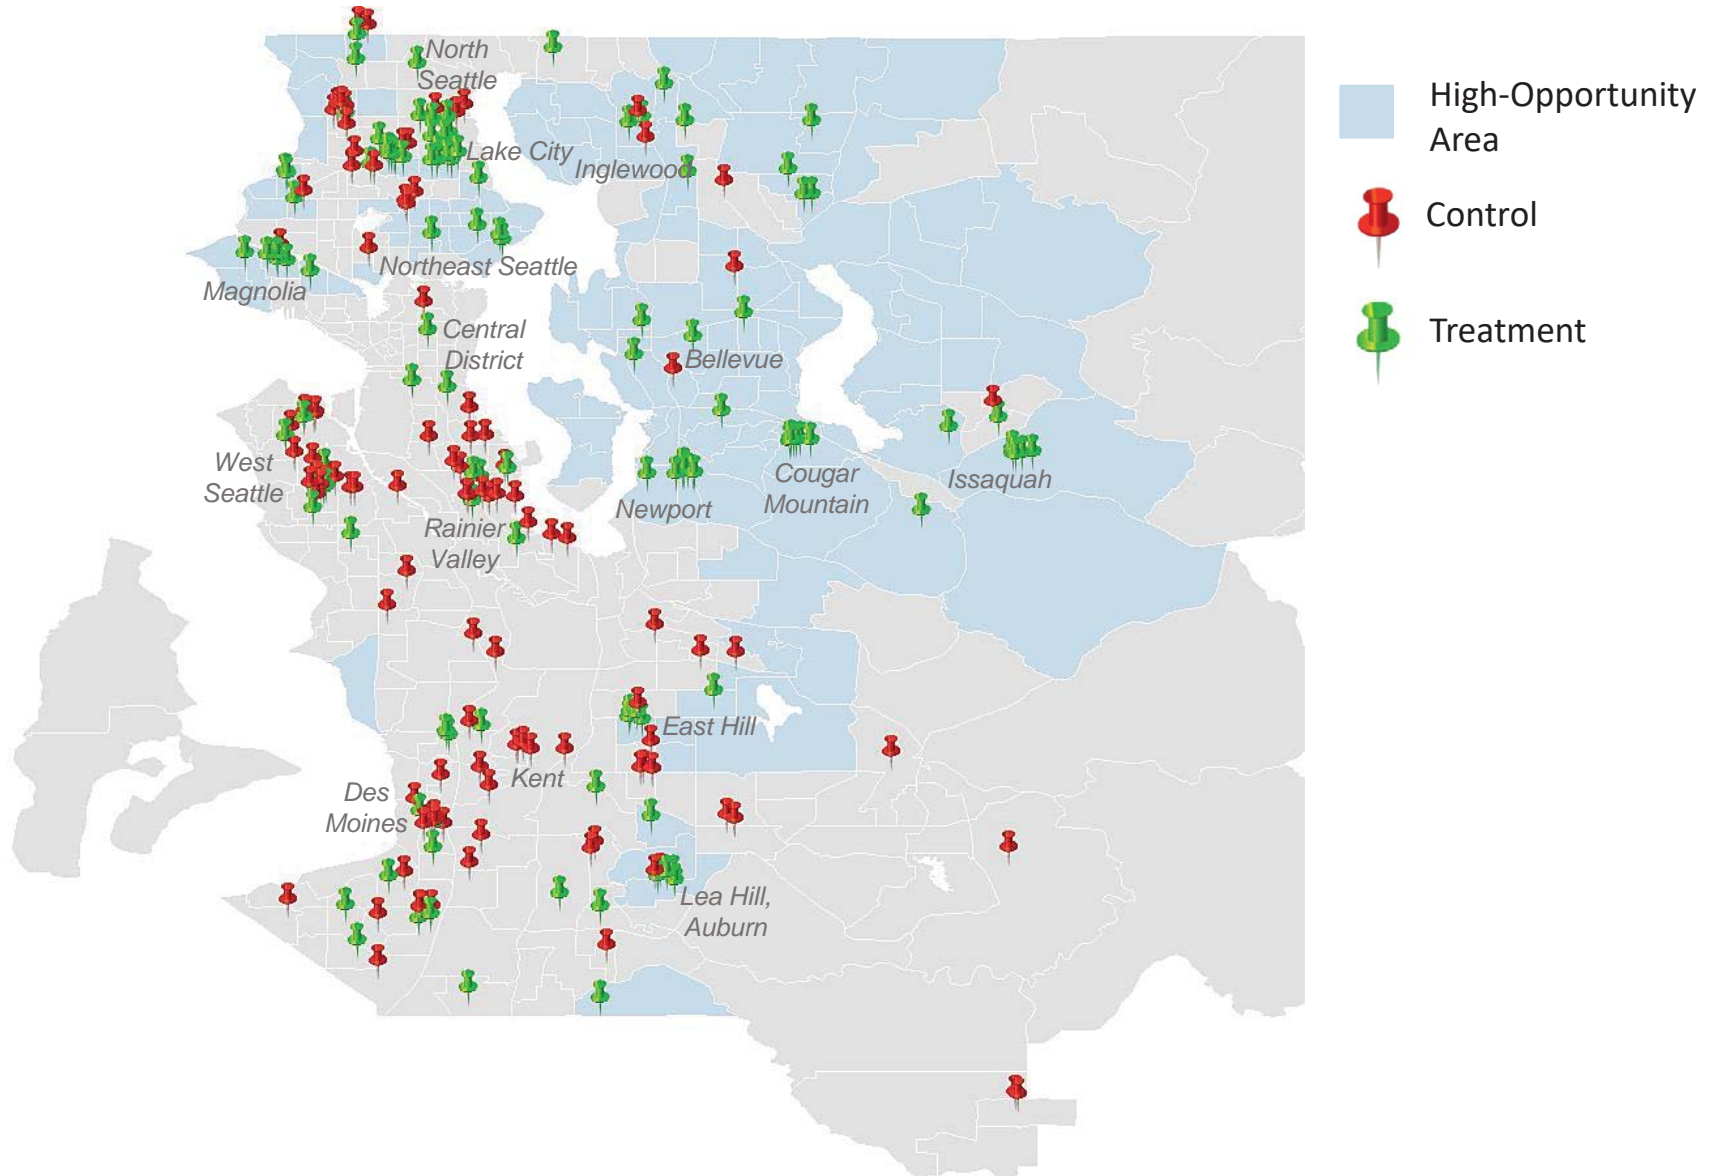 North
Seattle
Lake City
Inglewood
Northeast Seattle
Magnolia
Central
District
Bellevue
West
Seattle
Cougar
Mountain
Issaquah
Newport
Rainier
Valley
East Hill
Kent
Des
Moines
Lea Hill,
Auburn
High-Opportunity
Area
Control
Treatment